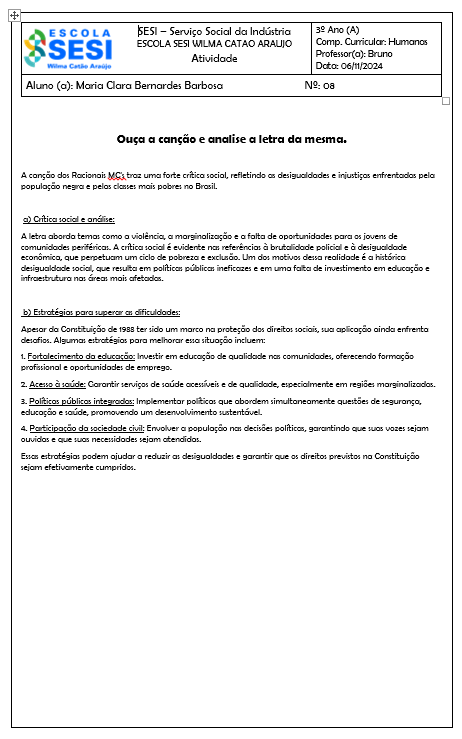 ESCOLA
SESI
Wilma Catão Araújo
SESI – Serviço Social da Indústria
ESCOLA SESI WILMA CATAO ARAUJO
Atividade
3º Ano (A)
Comp. Curricular: Humanas
Professor(a): Bruno
Data: 06/11/2024
Aluno (a): Maria Clara Bernardes Barbosa Nº: 08
Ouça a canção e analise a letra da mesma.
A canção dos Racionais MC's traz uma forte crítica social, refletindo as desigualdades e injustiças enfrentadas pela
população negra e pelas classes mais pobres no Brasil.
a) Crítica social e análise:
A letra aborda temas como a violência, a marginalização e a falta de oportunidades para os jovens de
comunidades periféricas. A crítica social é evidente nas referências à brutalidade policial e à desigualdade
econômica, que perpetuam um ciclo de pobreza e exclusão. Um dos motivos dessa realidade é a histórica
desigualdade social, que resulta em políticas públicas ineficazes e em uma falta de investimento em educação e
infraestrutura nas áreas mais afetadas.
b) Estratégias para superar as dificuldades:
Apesar da Constituição de 1988 ter sido um marco na proteção dos direitos sociais, sua aplicação ainda enfrenta
desafios. Algumas estratégias para melhorar essa situação incluem:
1. Fortalecimento da educação: Investir em educação de qualidade nas comunidades, oferecendo formação
profissional e oportunidades de emprego.
2. Acesso à saúde: Garantir serviços de saúde acessíveis e de qualidade, especialmente em regiões marginalizadas.
3. Políticas públicas integradas: Implementar políticas que abordem simultaneamente questões de segurança,
educação e saúde, promovendo um desenvolvimento sustentável.
4. Participação da sociedade civil: Envolver a população nas decisões políticas, garantindo que suas vozes sejam
ouvidas e que suas necessidades sejam atendidas.
Essas estratégias podem ajudar a reduzir as desigualdades e garantir que os direitos previstos na Constituição
sejam efetivamente cumpridos.